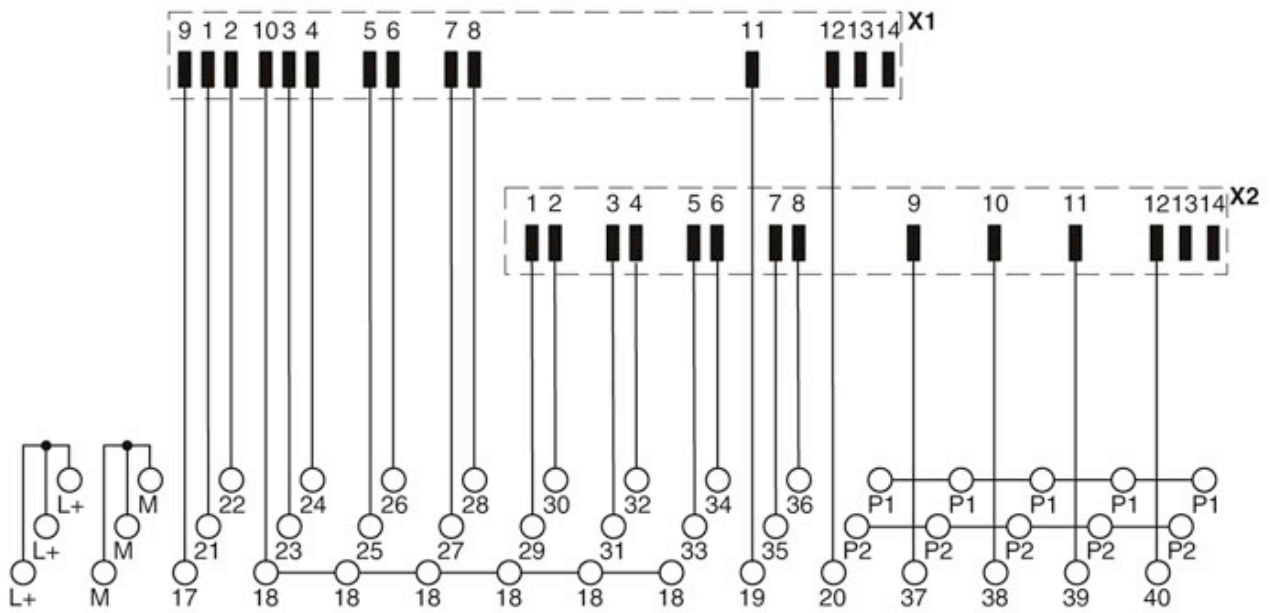 9 1 2 10 3 4 5 6 7 8 11 12 13 14 X1
1 2 3 4 5 6 7 8 9 10 11 12 13 14 X2
L+ M 22 24 26 28 30 32 34 36 P1 P1 P1 P1 P1
L+ M 21 23 25 27 29 31 33 35 P2 P2 P2 P2 P2
L+ M 17 18 18 18 18 18 18 19 20 37 38 39 40